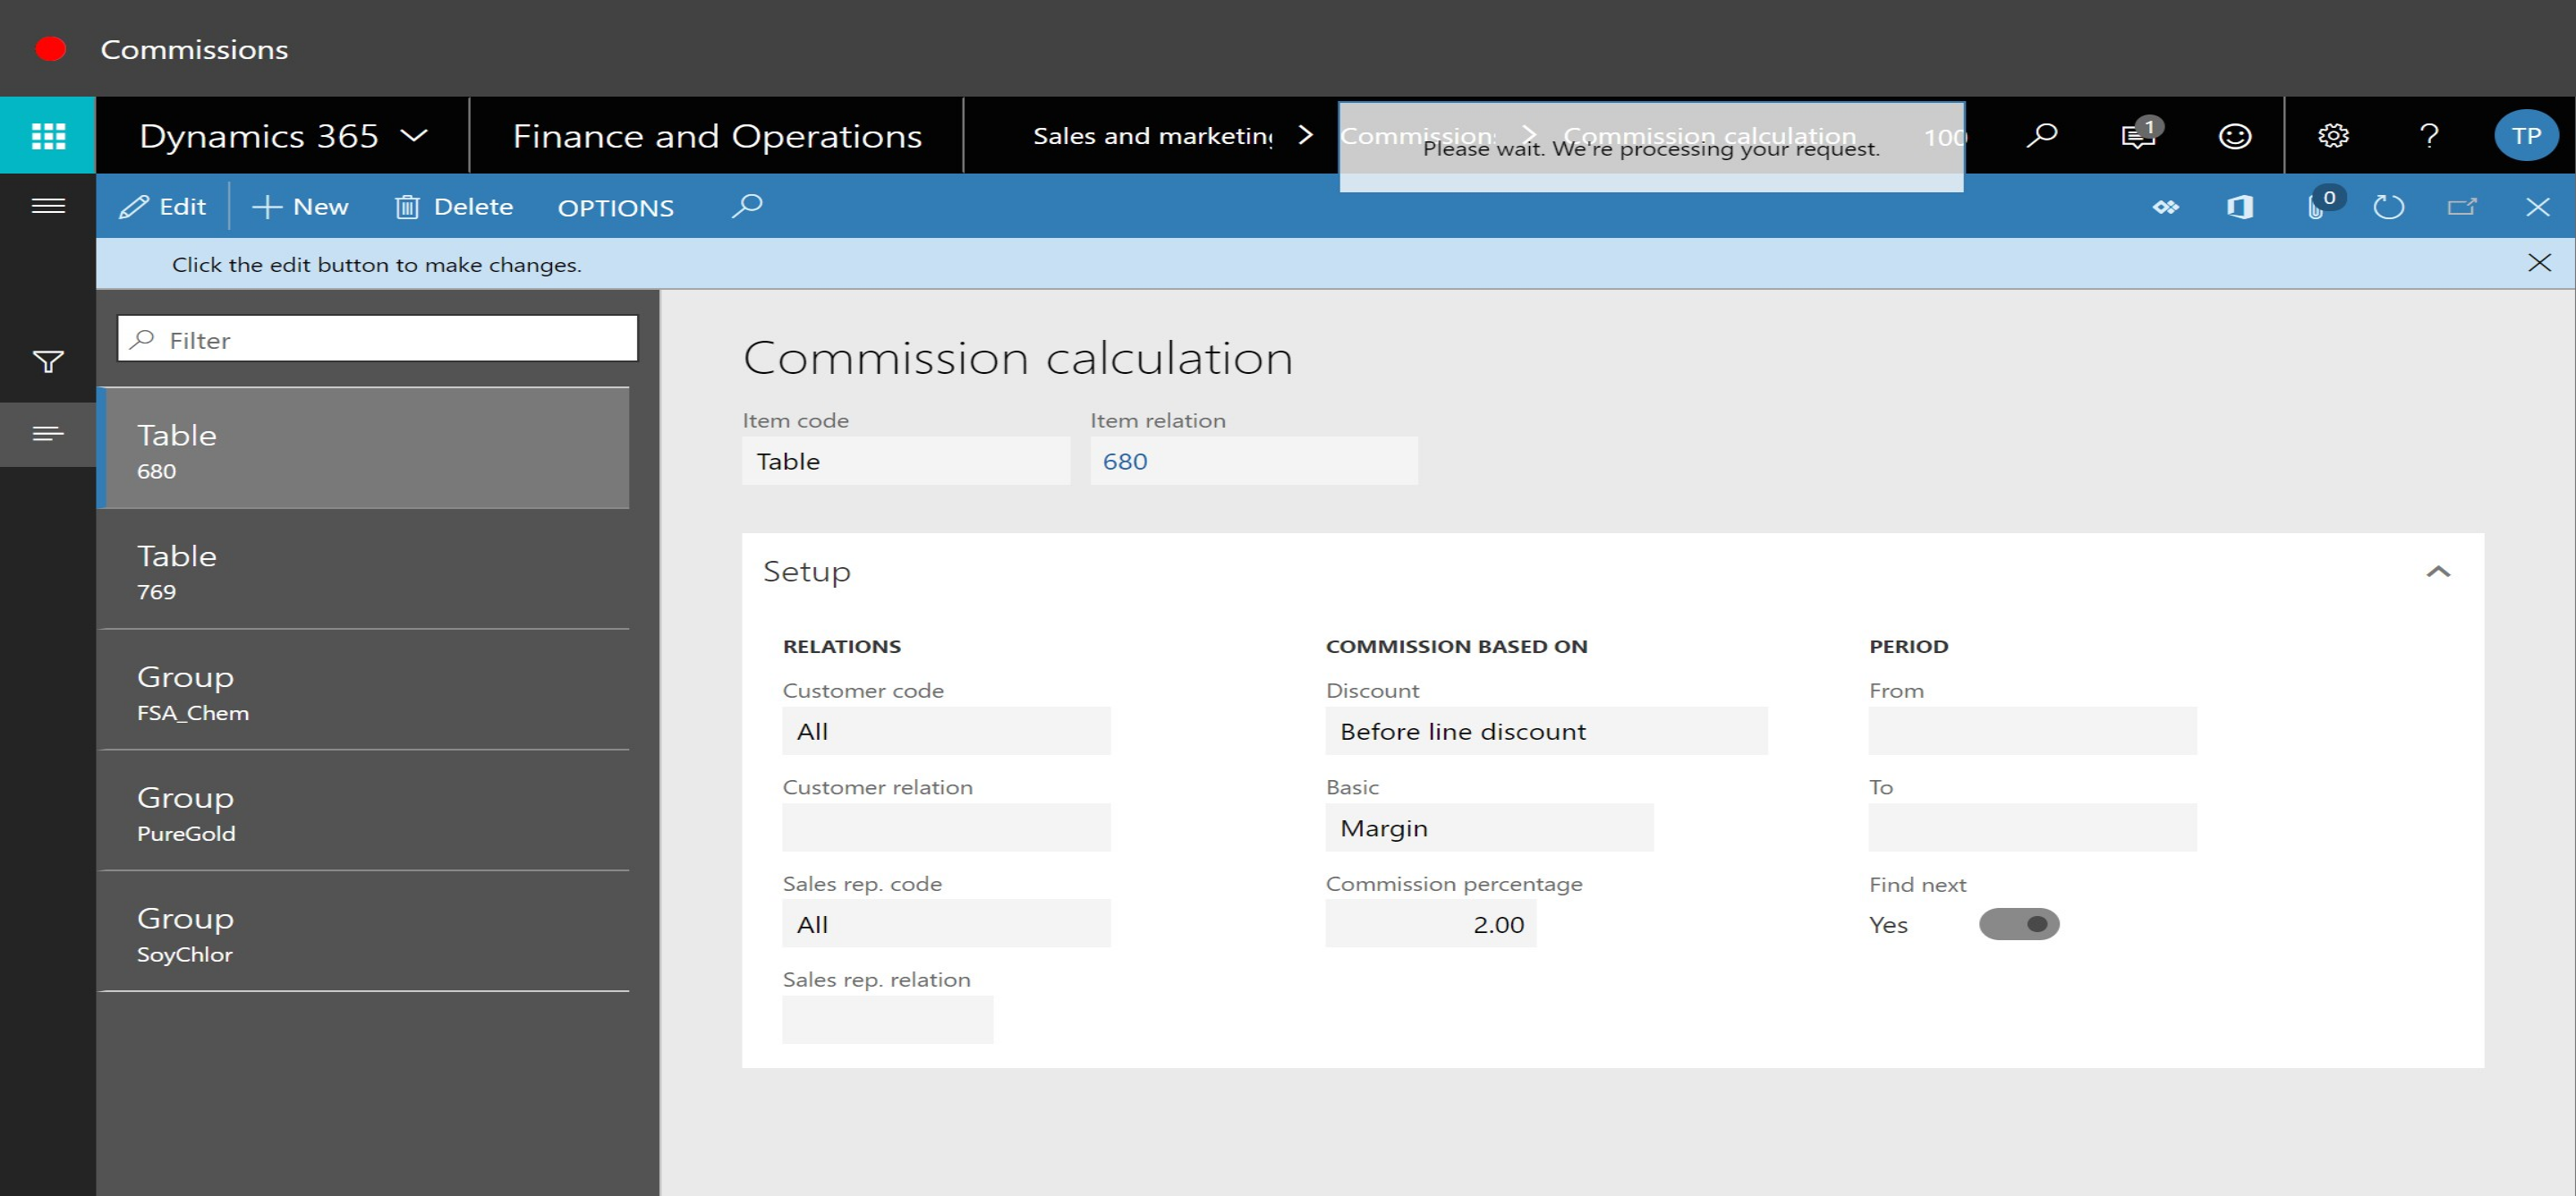 Commissions
Dynamics 365
Finance and Operations
Sales and marketing > Commissions > Commission calculation
100
Please wait. We're processing your request.
1
?
TP
Edit
New
Delete
OPTIONS
0
Click the edit button to make changes.
Filter
Table
680
Table
769
Group
FSA_Chem
Group
PureGold
Group
SoyChlor
Commission calculation
Item code
Item relation
Table
680
Setup
RELATIONS
Customer code
All
Customer relation
Sales rep. code
All
Sales rep. relation
COMMISSION BASED ON
Discount
Before line discount
Basic
Margin
Commission percentage
2.00
PERIOD
From
To
Find next
Yes